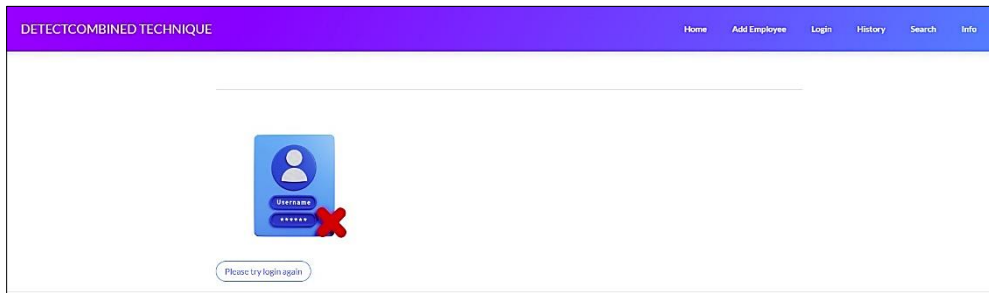 DETECTCOMBINED TECHNIQUE
Home Add Employee Login History Search Info
Username
******
Please try login again